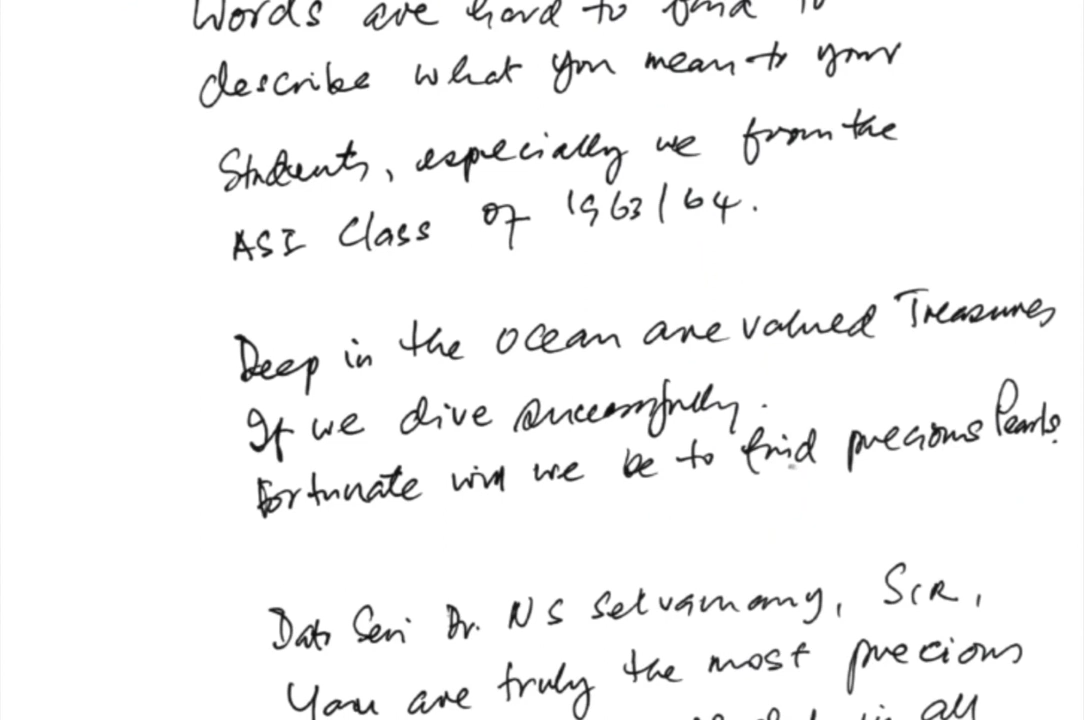 Words are hard to find to
describe what you mean to your
Students, especially we from the
ASI Class of 1963/64.
Deep in the ocean are valued Treasures
If we dive successfully.
Fortunate will we be to find precious Pearls.
Dato Seri Dr. N S Selvamany, SIR,
You are truly the most precious
in all